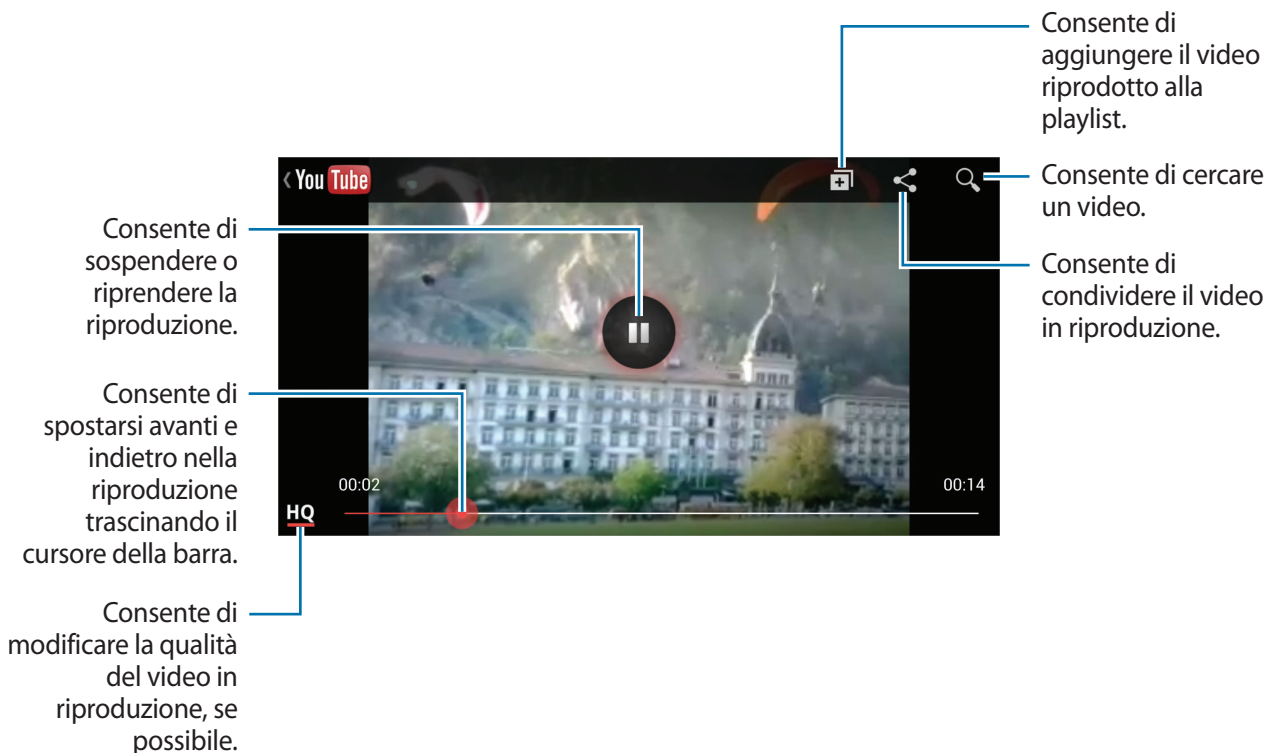 Consente di
aggiungere il video
riprodotto alla
playlist.
You Tube
Consente di cercare
un video.
Consente di
sospendere o
riprendere la
riproduzione.
Consente di
condividere il video
in riproduzione.
Consente di
spostarsi avanti e
indietro nella
riproduzione
trascinando il
cursore della barra.
00:02
00:14
HQ
Consente di
modificare la qualità
del video in
riproduzione, se
possibile.